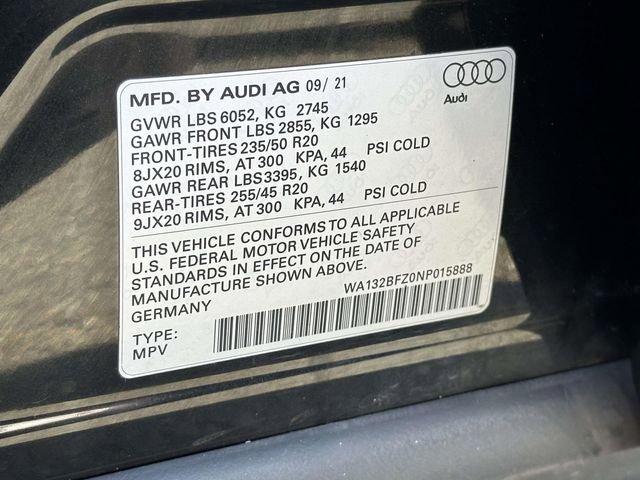 MFD. BY AUDI AG 09/ 21
Audi
GVWR LBS 6052, KG 2745
GAWR FRONT LBS 2855, KG 1295
FRONT-TIRES 235/50 R20
8JX20 RIMS, AT 300 KPA, 44 PSI COLD
GAWR REAR LBS3395, KG 1540
REAR-TIRES 255/45 R20
9JX20 RIMS, AT 300 KPA, 44 PSI COLD
THIS VEHICLE CONFORMS TO ALL APPLICABLE
U.S. FEDERAL MOTOR VEHICLE SAFETY
STANDARDS IN EFFECT ON THE DATE OF
MANUFACTURE SHOWN ABOVE.
GERMANY
WA132BFZ0NP015888
TYPE:
MPV